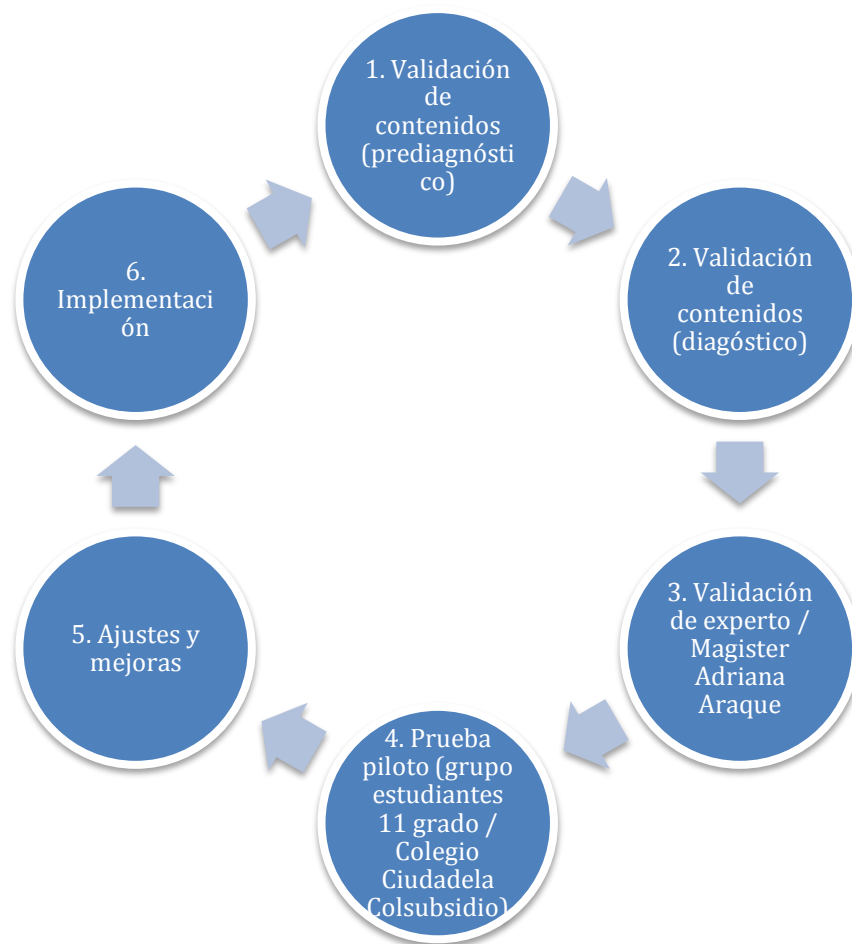 1. Validación
de
contenidos
(prediagnósti
co)
2. Validación
de
contenidos
(diagóstico)
3. Validación
de experto /
Magister
Adriana
Araque
4. Prueba
piloto (grupo
estudiantes
11 grado /
Colegio
Ciudadela
Colsubsidio)
5. Ajustes y
mejoras
6.
Implementaci
ón